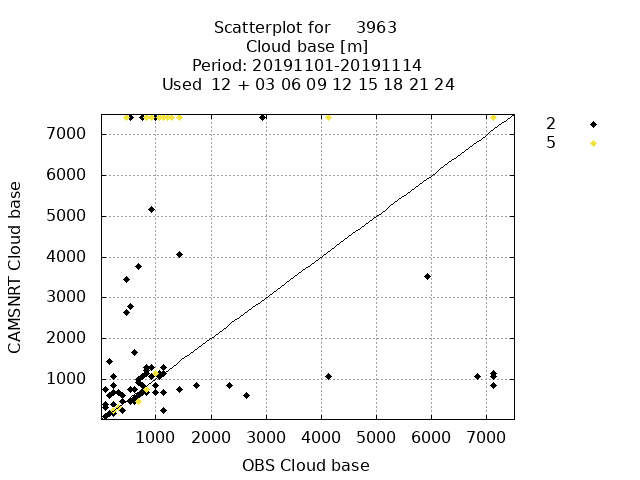 Scatterplot for 3963
Cloud base [m]
Period: 20191101-20191114
Used 12 + 03 06 09 12 15 18 21 24
2
5
7000
6000
5000
4000
3000
2000
1000
CAMSNRT Cloud base
1000 2000 3000 4000 5000 6000 7000
OBS Cloud base